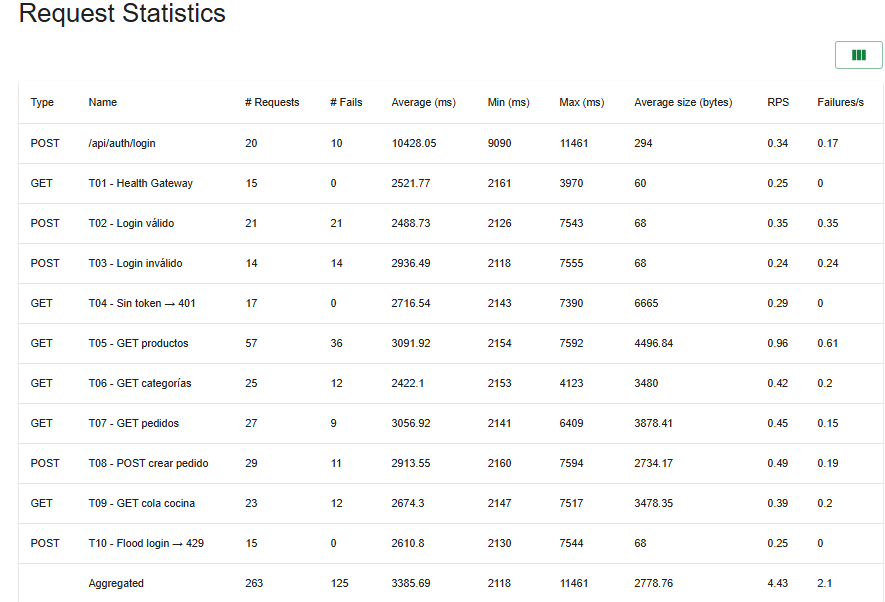 Request Statistics
Type Name # Requests # Fails Average (ms) Min (ms) Max (ms) Average size (bytes) RPS Failures/s
POST /api/auth/login 20 10 10428.05 9090 11461 294 0.34 0.17
GET T01 - Health Gateway 15 0 2521.77 2161 3970 60 0.25 0
POST T02 - Login válido 21 21 2488.73 2126 7543 68 0.35 0.35
POST T03 - Login inválido 14 14 2936.49 2118 7555 68 0.24 0.24
GET T04 - Sin token → 401 17 0 2716.54 2143 7390 6665 0.29 0
GET T05 - GET productos 57 36 3091.92 2154 7592 4496.84 0.96 0.61
GET T06 - GET categorías 25 12 2422.1 2153 4123 3480 0.42 0.2
GET T07 - GET pedidos 27 9 3056.92 2141 6409 3878.41 0.45 0.15
POST T08 - POST crear pedido 29 11 2913.55 2160 7594 2734.17 0.49 0.19
GET T09 - GET cola cocina 23 12 2674.3 2147 7517 3478.35 0.39 0.2
POST T10 - Flood login → 429 15 0 2610.8 2130 7544 68 0.25 0
Aggregated 263 125 3385.69 2118 11461 2778.76 4.43 2.1